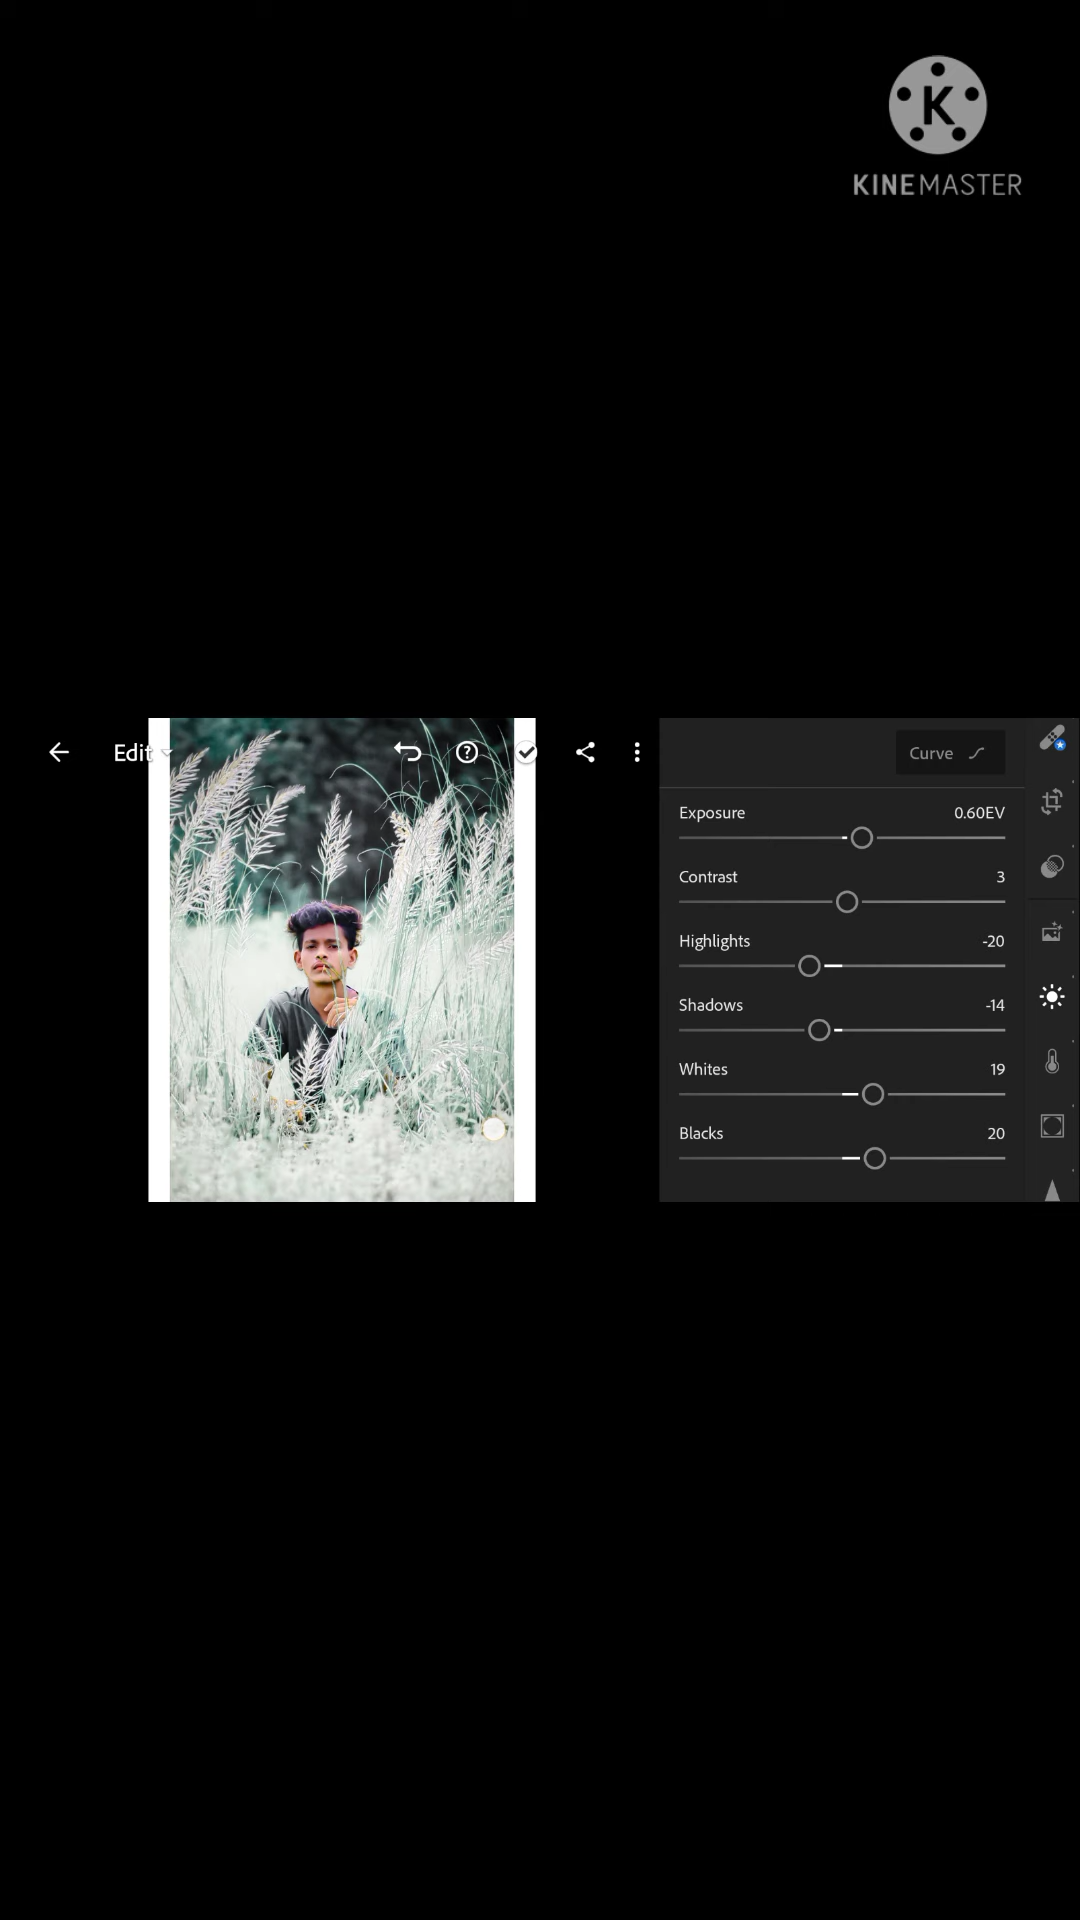 KINEMASTER
Edit
Curve
Exposure 0.60EV
Contrast 3
Highlights -20
Shadows -14
Whites 19
Blacks 20